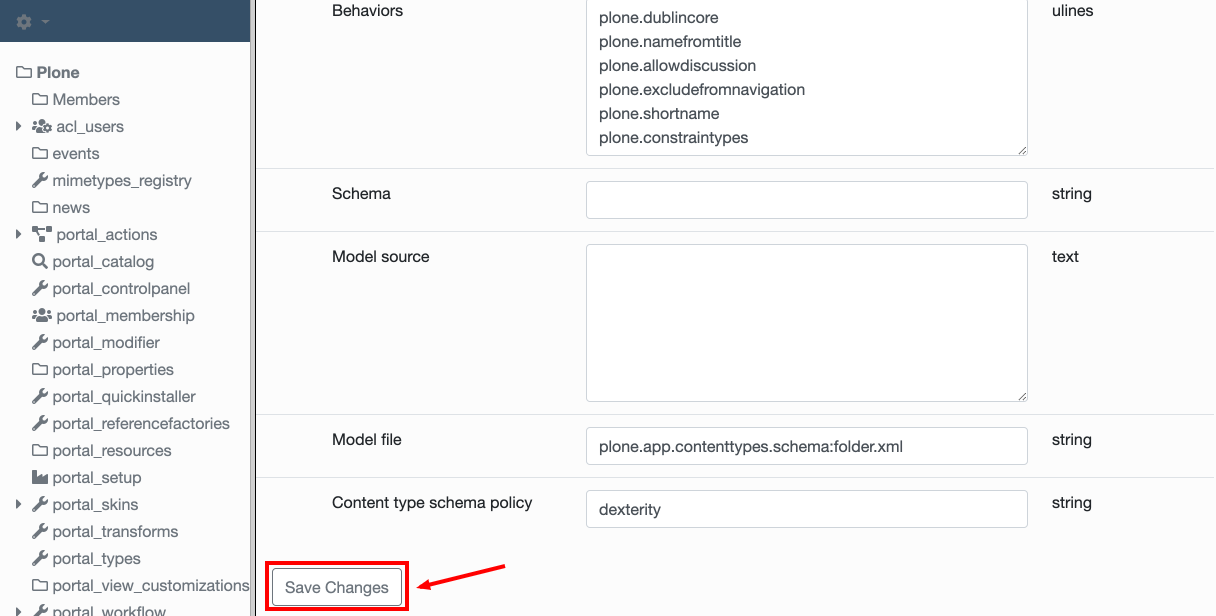 Plone
Members
acl_users
events
mimetypes_registry
news
portal_actions
portal_catalog
portal_controlpanel
portal_membership
portal_modifier
portal_properties
portal_quickinstaller
portal_referencefactories
portal_resources
portal_setup
portal_skins
portal_transforms
portal_types
portal_view_customizations
portal_workflow
Behaviors
plone.dublincore
plone.namefromtitle
plone.allowdiscussion
plone.excludefromnavigation
plone.shortname
plone.constraintypes
ulines
Schema
string
Model source
text
Model file
plone.app.contenttypes.schema:folder.xml
string
Content type schema policy
dexterity
string
Save Changes